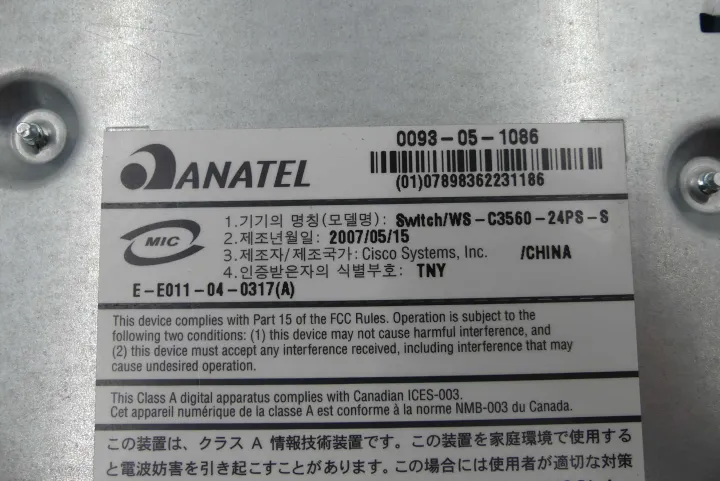 0093-05-1086
ANATEL
(01)07898362231186
1.기기의 명칭(모델명): Switch/WS-C3560-24PS-S
MIC
2.제조년월일: 2007/05/15
3.제조자/제조국가: Cisco Systems, Inc. /CHINA
4.인증받은자의 식별부호: TNY
E-E011-04-0317(A)
This device complies with Part 15 of the FCC Rules. Operation is subject to the
following two conditions: (1) this device may not cause harmful interference, and
(2) this device must accept any interference received, including interference that may
cause undesired operation.
This Class A digital apparatus complies with Canadian ICES-003.
Cet appareil numérique de la classe A est conforme à la norme NMB-003 du Canada.
この装置は、クラス A 情報技術装置です。この装置を家庭環境で使用する
と電波妨害を引き起こすことがあります。この場合には使用者が適切な対策